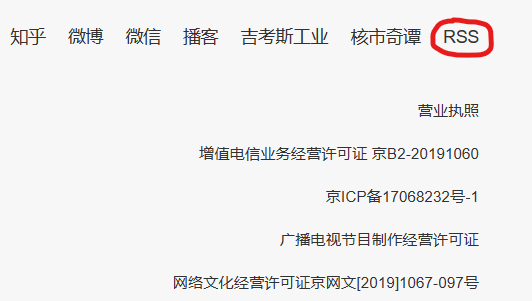 知乎 微博 微信 播客 吉考斯工业 核市奇谭 RSS
营业执照
增值电信业务经营许可证 京B2-20191060
京ICP备17068232号-1
广播电视节目制作经营许可证
网络文化经营许可证京网文[2019]1067-097号